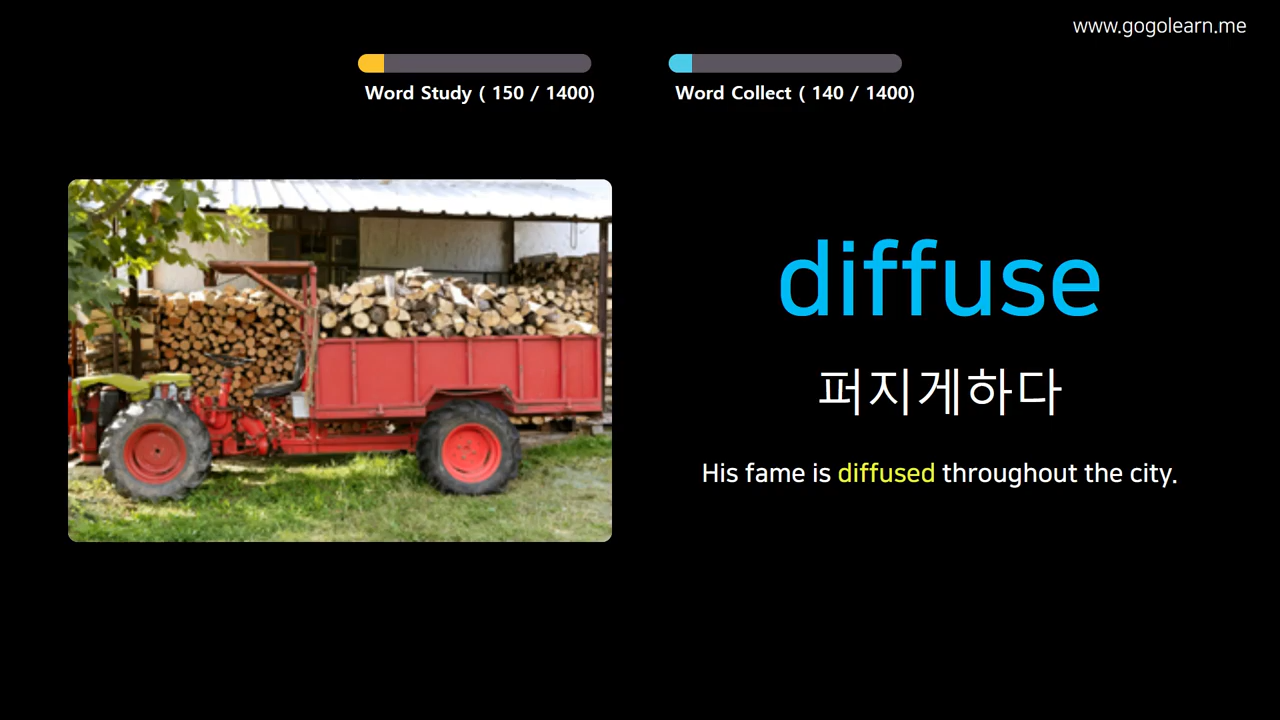 www.gogolearn.me
Word Study ( 150 / 1400)
Word Collect ( 140 / 1400)
diffuse
퍼지게하다
His fame is diffused throughout the city.